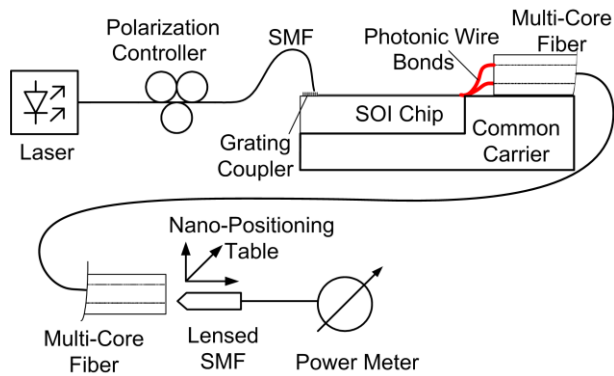 Polarization
Controller
SMF
Photonic Wire
Bonds
Multi-Core
Fiber
Laser
Grating
Coupler
SOI Chip
Common
Carrier
Nano-Positioning
Table
Multi-Core
Fiber
Lensed
SMF
Power Meter